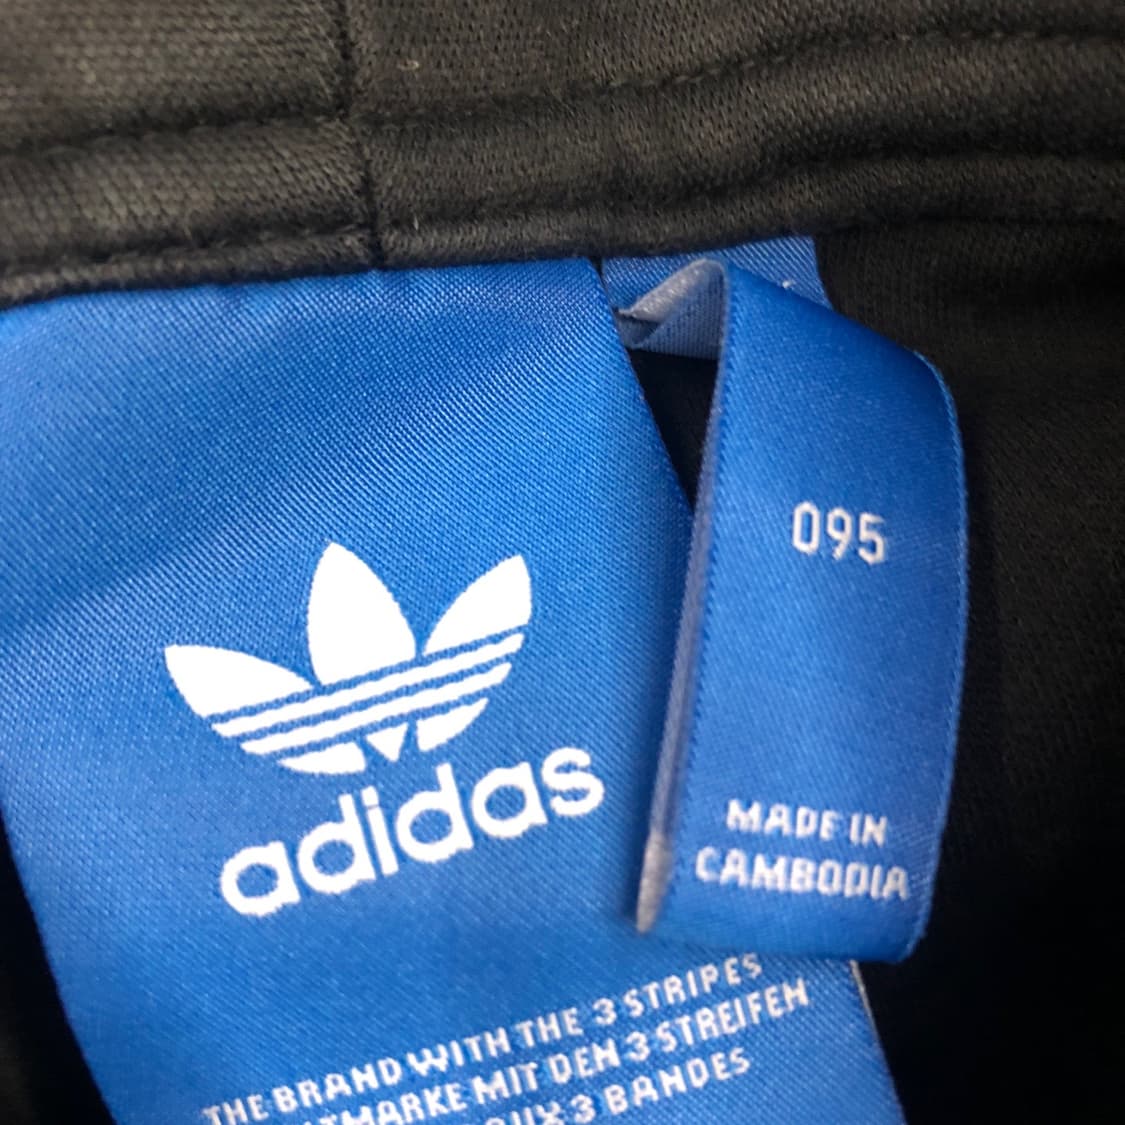 adidas
THE BRAND WITH THE 3 STRIPES
MIT DEN 3 STREIFEN
3 BANDES
095
MADE IN
CAMBODIA